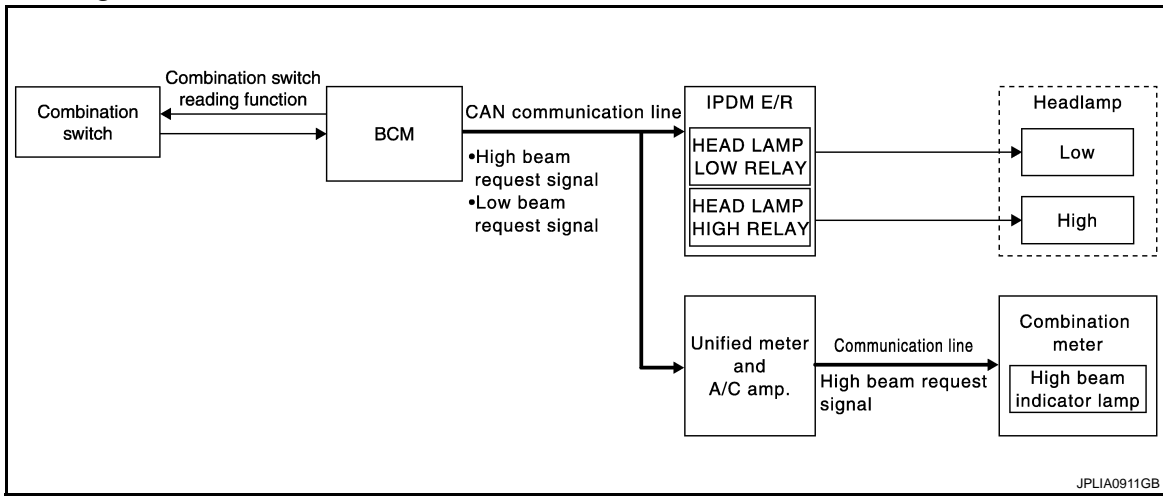 Combination switch
reading function
Combination
switch
BCM
CAN communication line
•High beam
request signal
•Low beam
request signal
IPDM E/R
HEAD LAMP
LOW RELAY
HEAD LAMP
HIGH RELAY
Headlamp
Low
High
Unified meter
and
A/C amp.
Communication line
High beam request
signal
Combination
meter
High beam
indicator lamp
JPLIA0911GB